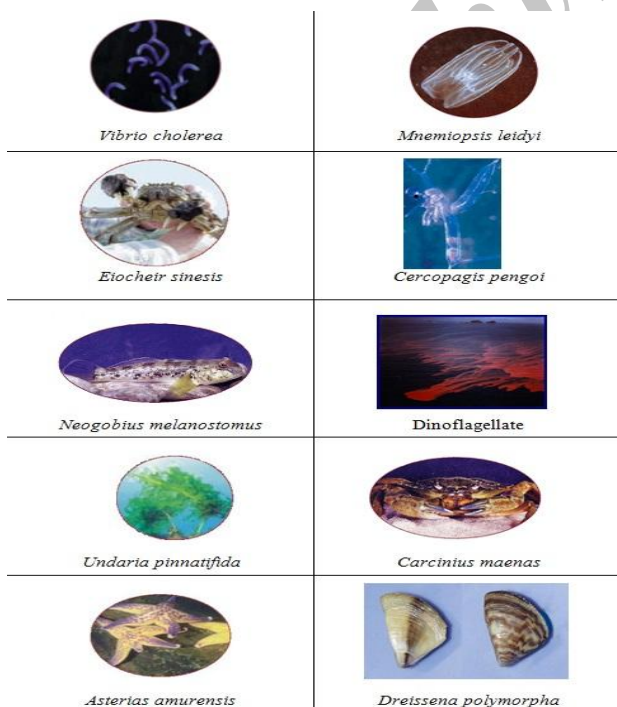 Vibrio cholerea
Mnemiopsis leidyi
Eiocheir sinesis
Cercopagis pengoi
Neogobius melanostomus
Dinoflagellate
Undaria pinnatifida
Carcinius maenas
Asterias amurensis
Dreissena polymorpha